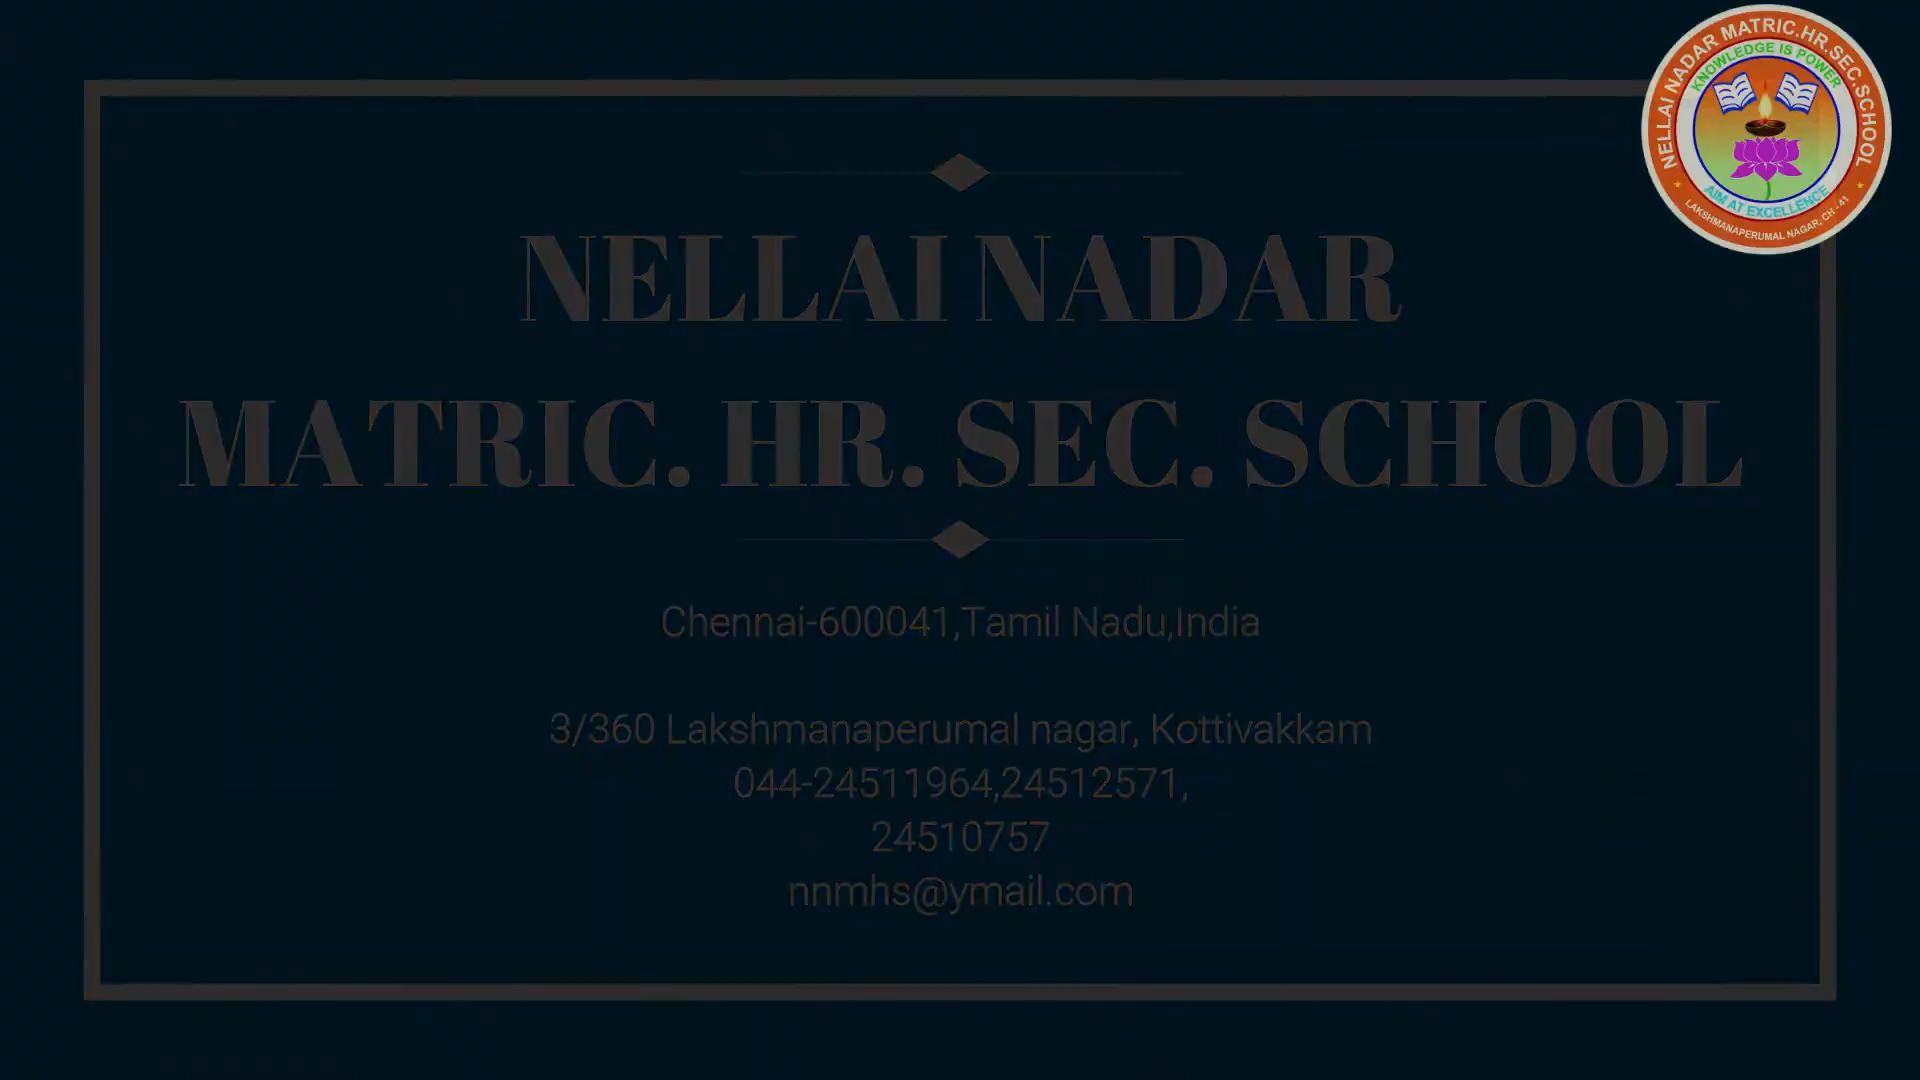 NELLAI NADAR MATRIC.HR.SEC.SCHOOL
KNOWLEDGE IS POWER
AIM AT EXCELLENCE
LAKSHMANAPERUMAL NAGAR, CH - 41
NELLAI NADAR
MATRIC. HR. SEC. SCHOOL
Chennai-600041,Tamil Nadu,India
3/360 Lakshmanaperumal nagar, Kottivakkam
044-24511964,24512571,
24510757
nnmhs@ymail.com